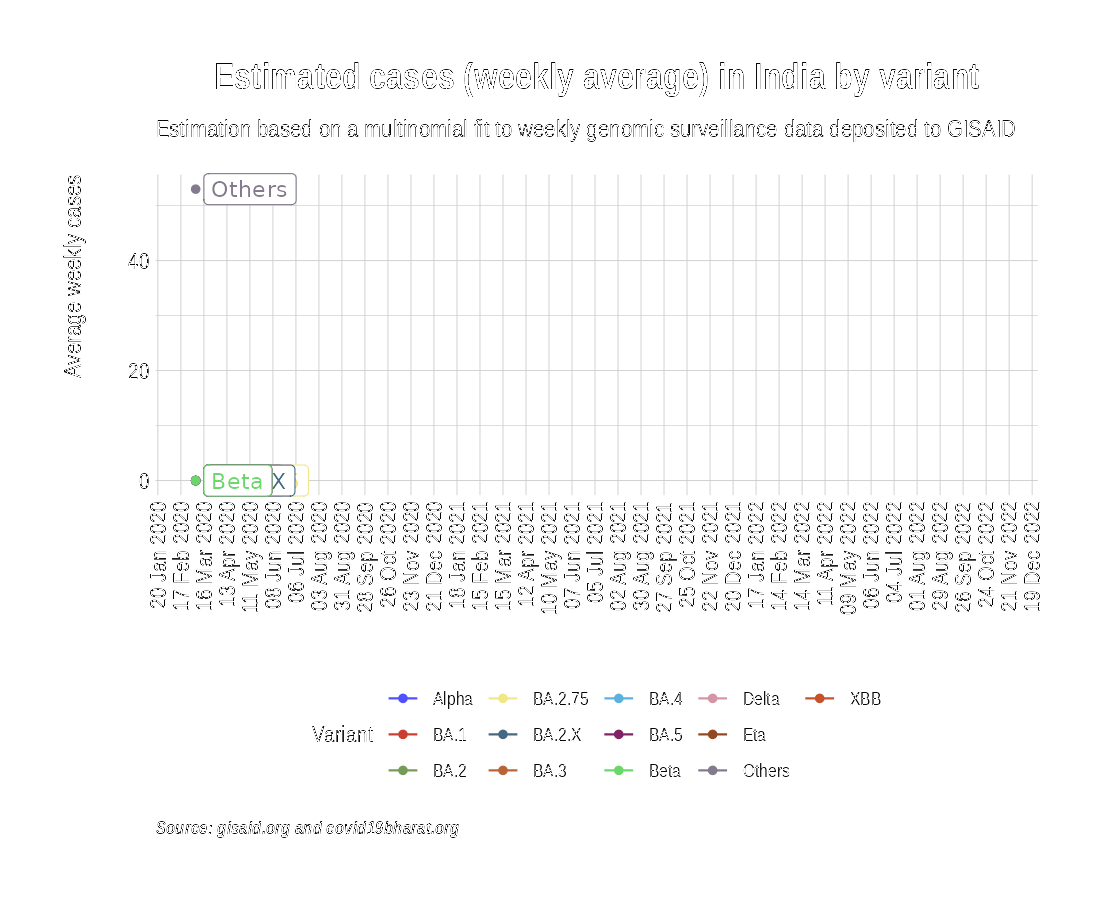 Estimated cases (weekly average) in India by variant
Estimation based on a multinomial fit to weekly genomic surveillance data deposited to GISAID
Average weekly cases
Others
40
20
0
Beta
X
20 Jan 2020
17 Feb 2020
16 Mar 2020
13 Apr 2020
11 May 2020
08 Jun 2020
06 Jul 2020
03 Aug 2020
31 Aug 2020
28 Sep 2020
26 Oct 2020
23 Nov 2020
21 Dec 2020
18 Jan 2021
15 Feb 2021
15 Mar 2021
12 Apr 2021
10 May 2021
07 Jun 2021
05 Jul 2021
02 Aug 2021
30 Aug 2021
27 Sep 2021
25 Oct 2021
22 Nov 2021
20 Dec 2021
17 Jan 2022
14 Feb 2022
14 Mar 2022
11 Apr 2022
09 May 2022
06 Jun 2022
04 Jul 2022
01 Aug 2022
29 Aug 2022
26 Sep 2022
24 Oct 2022
21 Nov 2022
19 Dec 2022
Variant
Alpha
BA.1
BA.2
BA.2.75
BA.2.X
BA.3
BA.4
BA.5
Beta
Delta
Eta
Others
XBB
Source: gisaid.org and covid19bharat.org